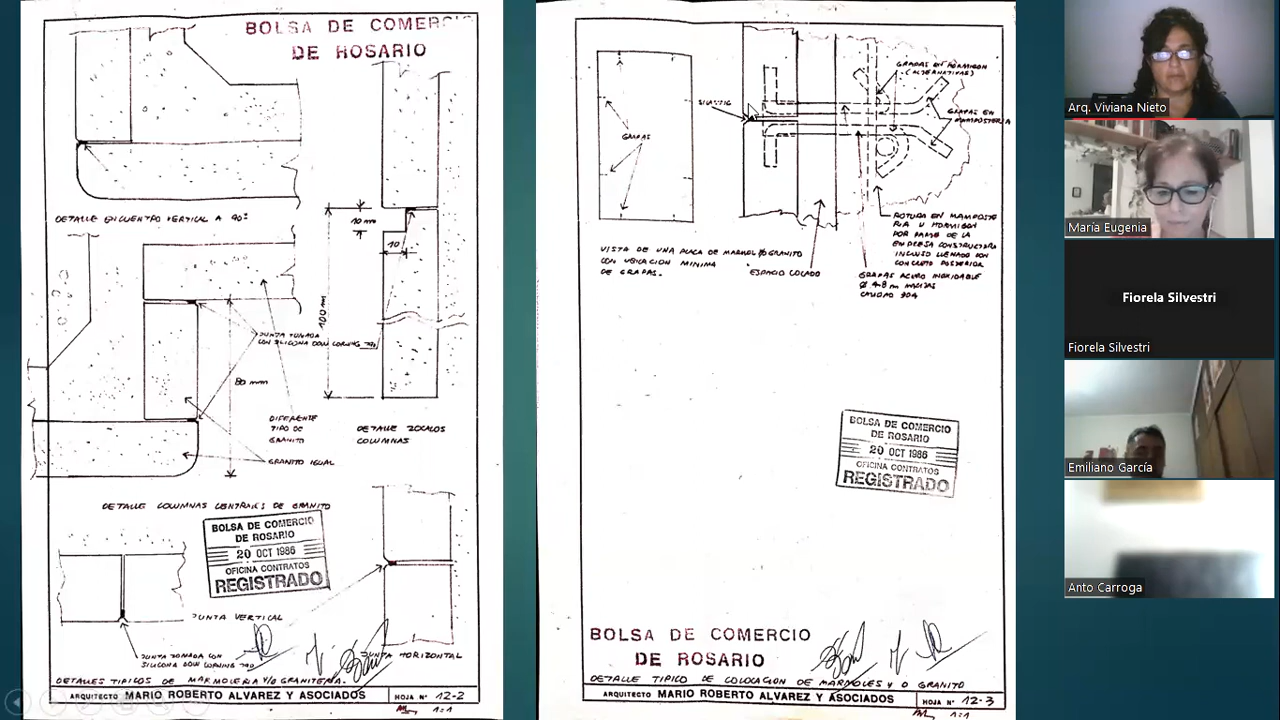 BOLSA DE COMERCIO
DE ROSARIO
DETALLE ENCUENTRO VERTICAL A 90°
10 mm
10
100 mm
JUNTA TOMADA
CON SILICONA DOW CORNING 790
80 mm
DIFERENTE
TIPO DE
GRANITO
GRANITO IGUAL
DETALLE ZOCALOS
COLUMNAS
DETALLE COLUMNAS CENTRALES DE GRANITO
BOLSA DE COMERCIO
DE ROSARIO
20 OCT 1986
OFICINA CONTRATOS
REGISTRADO
JUNTA VERTICAL
JUNTA TOMADA CON
SILICONA DOW CORNING 790
JUNTA HORIZONTAL
DETALLES TIPICOS DE MARMOLERIA Y/O GRANITERIA.
ARQUITECTO MARIO ROBERTO ALVAREZ Y ASOCIADOS
HOJA N° 12-2
1:1
GRAPAS
SILASTIC
GRAPAS EN HORMIGON
(ALTERNATIVAS)
GRAPAS EN
MAMPOSTERIA
VISTA DE UNA PLACA DE MARMOL Y/O GRANITO
CON UBICACION MINIMA
DE GRAPAS.
ESPACIO COLADO
ROTURA EN MAMPOSTE
RIA U HORMIGON
POR PARTE DE LA
EMPRESA CONSTRUCTORA
INCLUSO LLENADO CON
CONCRETO POSTERIOR
GRAPAS ACERO INOXIDABLE
CALIDAD 304
BOLSA DE COMERCIO
DE ROSARIO
20 OCT 1986
OFICINA CONTRATOS
REGISTRADO
BOLSA DE COMERCIO
DE ROSARIO
DETALLE TIPICO DE COLOCACION DE MARMOLES Y O GRANITO
ARQUITECTO MARIO ROBERTO ALVAREZ Y ASOCIADOS
HOJA N° 12-3
1:1
Arq. Viviana Nieto
María Eugenia
Fiorela Silvestri
Fiorela Silvestri
Emiliano García
Anto Carroga